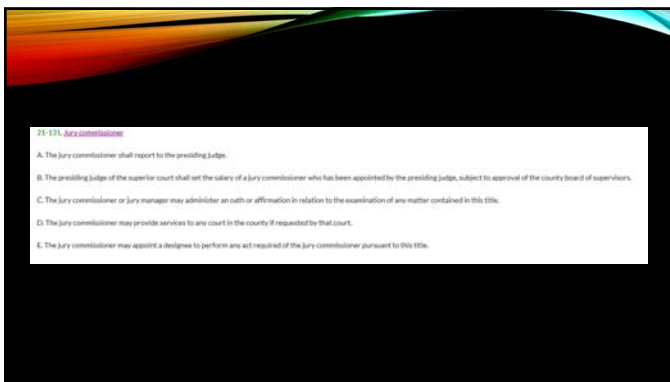 21-131. Jury commissioner
A. The jury commissioner shall report to the presiding judge.
B. The presiding judge of the superior court shall set the salary of a jury commissioner who has been appointed by the presiding judge, subject to approval of the county board of supervisors.
C. The jury commissioner or jury manager may administer an oath or affirmation in relation to the examination of any matter contained in this title.
D. The jury commissioner may provide services to any court in the county if requested by that court.
E. The jury commissioner may appoint a designee to perform any act required of the jury commissioner pursuant to this title.